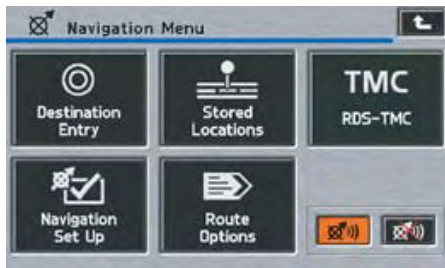 Navigation Menu
Destination
Entry
Stored
Locations
TMC
RDS-TMC
Navigation
Set Up
Route
Options